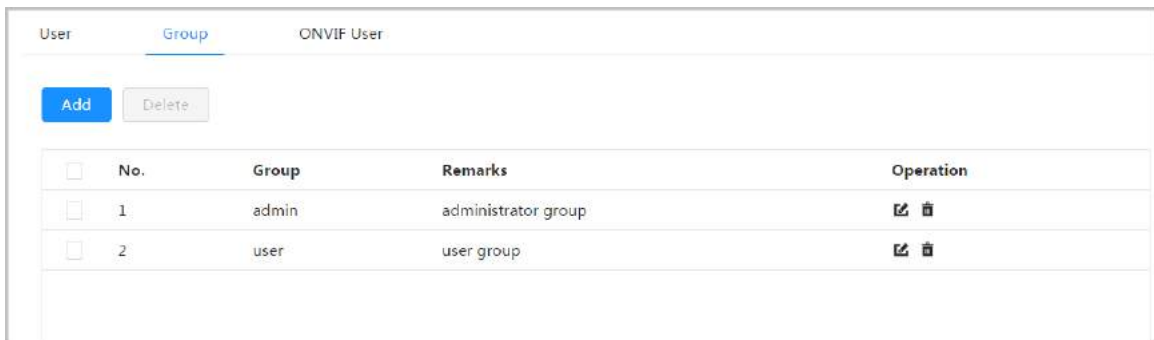 User Group ONVIF User
Add Delete
No. Group Remarks Operation
1 admin administrator group
2 user user group